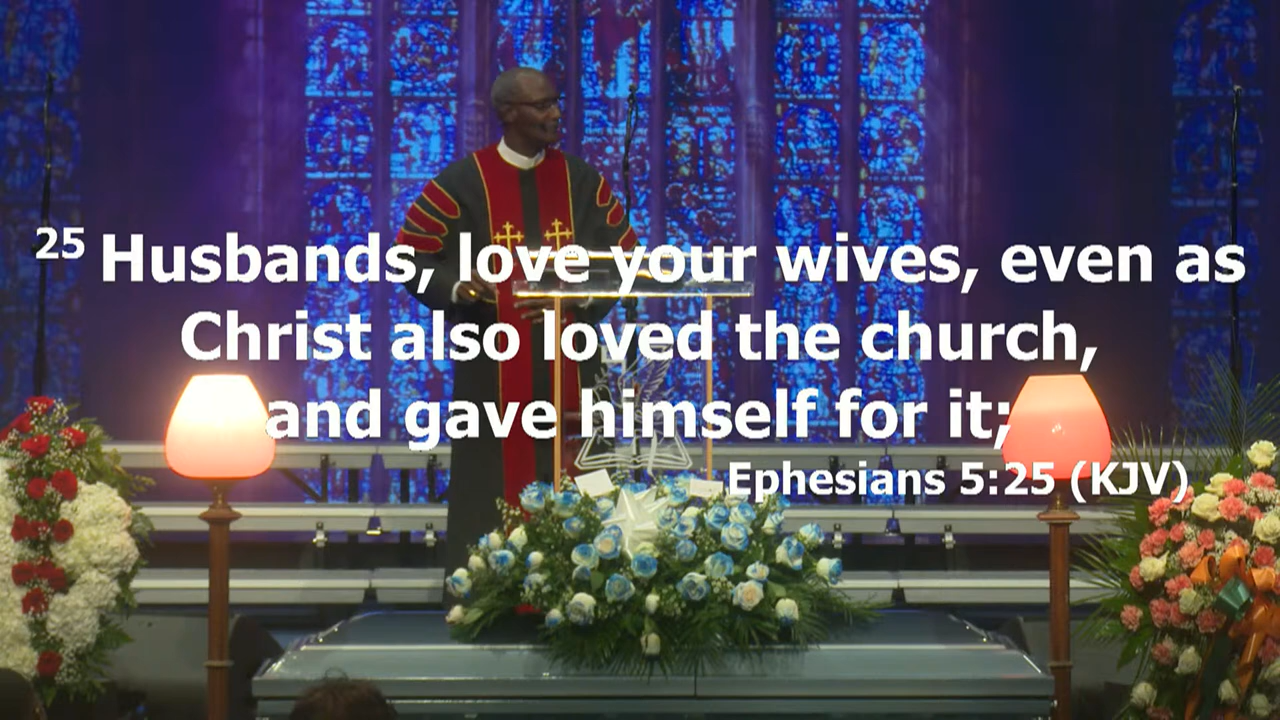 25 Husbands, love your wives, even as
Christ also loved the church,
and gave himself for it;
Ephesians 5:25 (KJV)